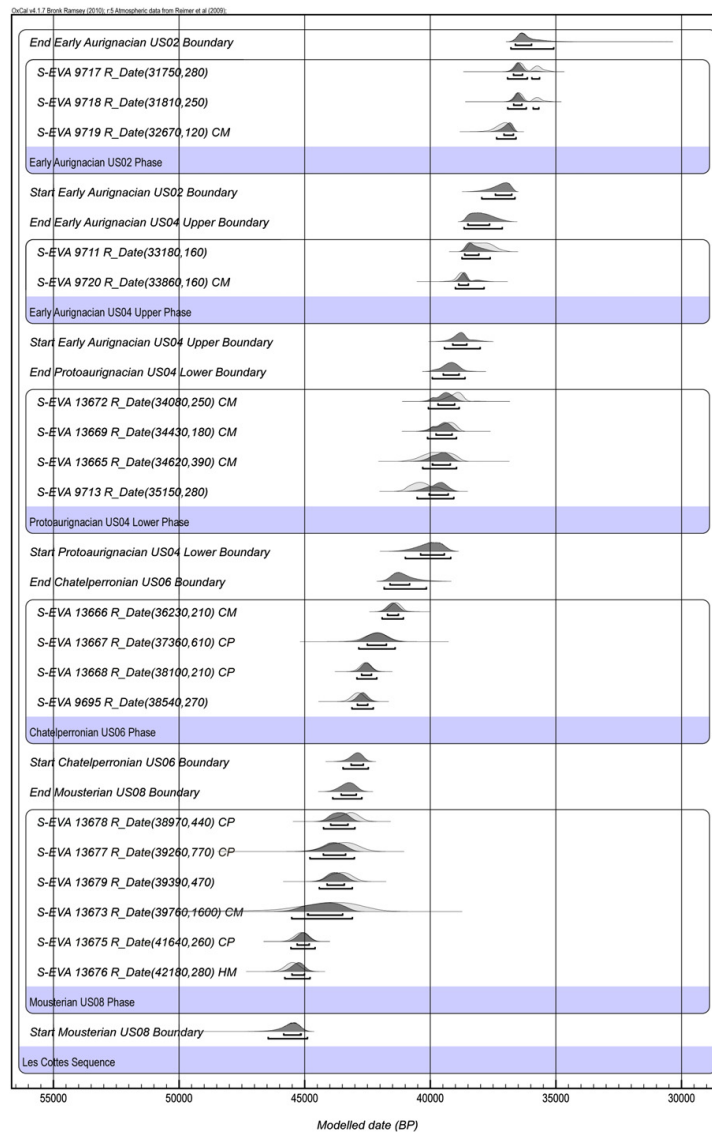 OxCal v4.1.7 Bronk Ramsey (2010); r:5 Atmospheric data from Reimer et al (2009);
End Early Aurignacian US02 Boundary
S-EVA 9717 R_Date(31750,280)
S-EVA 9718 R_Date(31810,250)
S-EVA 9719 R_Date(32670,120) CM
Early Aurignacian US02 Phase
Start Early Aurignacian US02 Boundary
End Early Aurignacian US04 Upper Boundary
S-EVA 9711 R_Date(33180,160)
S-EVA 9720 R_Date(33860,160) CM
Early Aurignacian US04 Upper Phase
Start Early Aurignacian US04 Upper Boundary
End Protoaurignacian US04 Lower Boundary
S-EVA 13672 R_Date(34080,250) CM
S-EVA 13669 R_Date(34430,180) CM
S-EVA 13665 R_Date(34620,390) CM
S-EVA 9713 R_Date(35150,280)
Protoaurignacian US04 Lower Phase
Start Protoaurignacian US04 Lower Boundary
End Chatelperronian US06 Boundary
S-EVA 13666 R_Date(36230,210) CM
S-EVA 13667 R_Date(37360,610) CP
S-EVA 13668 R_Date(38100,210) CP
S-EVA 9695 R_Date(38540,270)
Chatelperronian US06 Phase
Start Chatelperronian US06 Boundary
End Mousterian US08 Boundary
S-EVA 13678 R_Date(38970,440) CP
S-EVA 13677 R_Date(39260,770) CP
S-EVA 13679 R_Date(39390,470)
S-EVA 13673 R_Date(39760,1600) CM
S-EVA 13675 R_Date(41640,260) CP
S-EVA 13676 R_Date(42180,280) HM
Mousterian US08 Phase
Start Mousterian US08 Boundary
Les Cottes Sequence
55000 50000 45000 40000 35000 30000
Modelled date (BP)